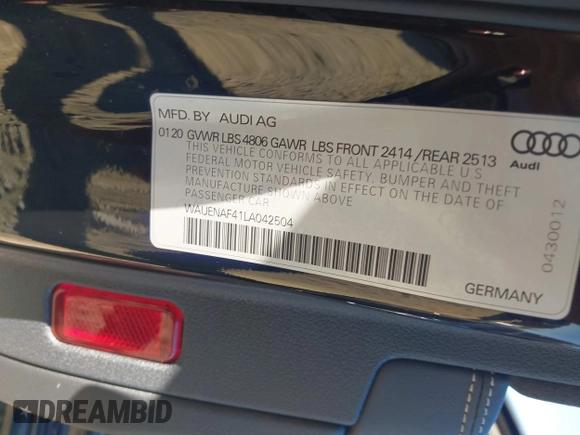 MFD. BY AUDI AG
0120 GVWR LBS 4806 GAWR LBS FRONT 2414 /REAR 2513
THIS VEHICLE CONFORMS TO ALL APPLICABLE U.S
FEDERAL MOTOR VEHICLE SAFETY, BUMPER AND THEFT
PREVENTION STANDARDS IN EFFECT ON THE DATE OF
MANUFACTURE SHOWN ABOVE
PASSENGER CAR
WAUENAF41LA042504
Audi
0430012
GERMANY
DREAMBID